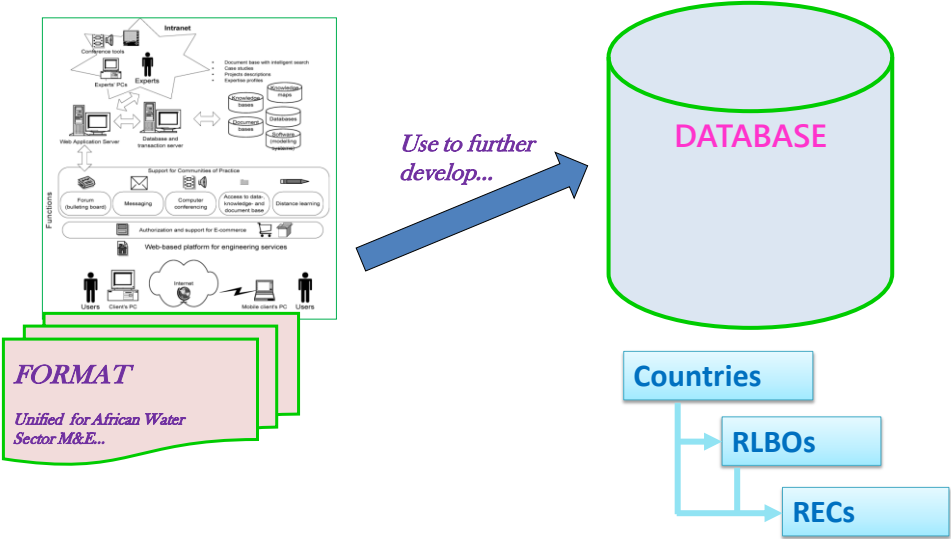 Intranet
Conference tools
Experts' PCs
Experts
• Document base with intelligent search
• Case studies
• Projects descriptions
• Expertise profiles
Knowledge
maps
Knowledge
bases
Document
bases
Databases
Software
(modelling
systems)
Web Application Server
Database and
transaction server
Support for Communities of Practice
Functions
Forum
(bulleting board)
Messaging
Computer
conferencing
Access to data-,
knowledge- and
document base
Distance learning
Authorization and support for E-commerce
Web-based platform for engineering services
Internet
Users
Client's PC
Mobile client's PC
Users
FORMAT
Unified for African Water
Sector M&E...
Use to further
develop...
DATABASE
Countries
RLBOs
RECs